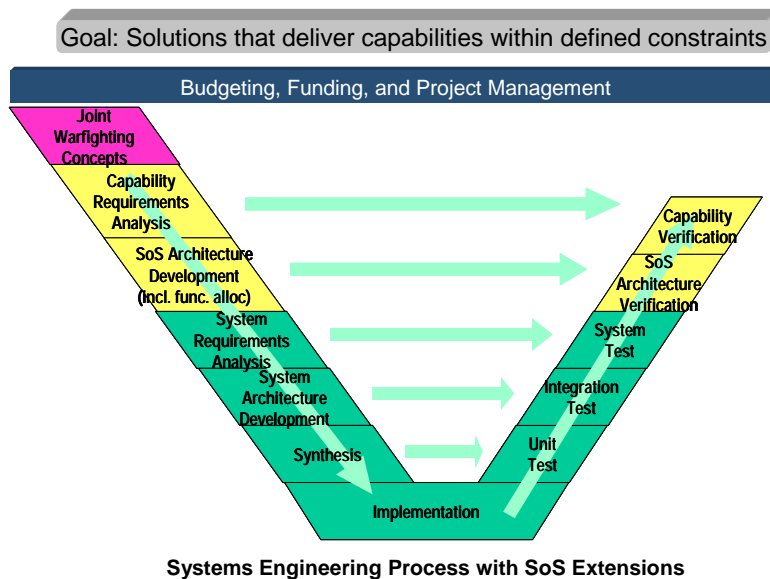 Goal: Solutions that deliver capabilities within defined constraints
Budgeting, Funding, and Project Management
Joint
Warfighting
Concepts
Capability
Requirements
Analysis
SoS Architecture
Development
(incl. func. alloc)
System
Requirements
Analysis
System
Architecture
Development
Synthesis
Implementation
Unit
Test
Integration
Test
System
Test
SoS
Architecture
Verification
Capability
Verification
Systems Engineering Process with SoS Extensions